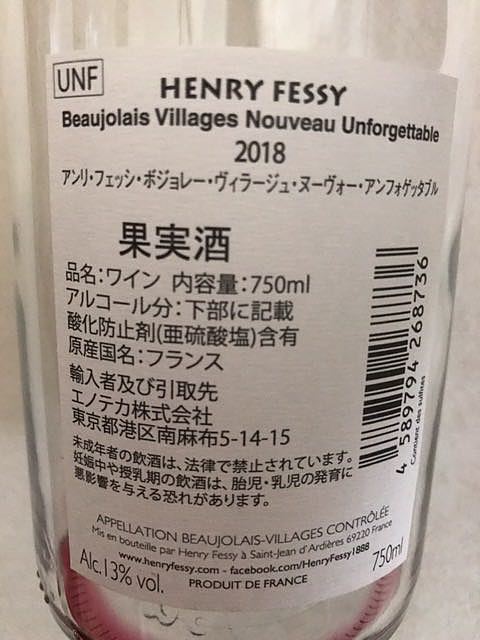 UNF
HENRY FESSY
Beaujolais Villages Nouveau Unforgettable
2018
アンリ・フェッシ・ボジョレー・ヴィラージュ・ヌーヴォー・アンフォゲッタブル
果実酒
品名:ワイン 内容量:750ml
アルコール分:下部に記載
酸化防止剤(亜硫酸塩)含有
原産国名:フランス
輸入者及び引取先
エノテカ株式会社
東京都港区南麻布5-14-15
未成年者の飲酒は、法律で禁止されています。
妊娠中や授乳期の飲酒は、胎児・乳児の発育に
悪影響を与える恐れがあります。
4 589794 268736
Contient des sulfites
APPELLATION BEAUJOLAIS-VILLAGES CONTRÔLÉE
Mis en bouteille par Henry Fessy à Saint-Jean d'Ardières 69220 France
www.henryfessy.com - facebook.com/HenryFessy1888
Alc.13% vol.
PRODUIT DE FRANCE
750ml